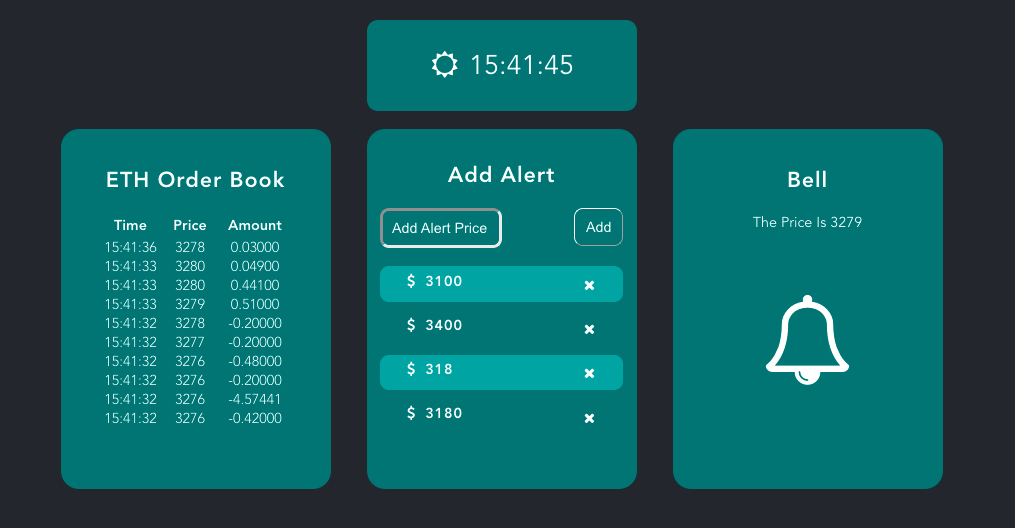 15:41:45
ETH Order Book
Time Price Amount
15:41:36 3278 0.03000
15:41:33 3280 0.04900
15:41:33 3280 0.44100
15:41:33 3279 0.51000
15:41:32 3278 -0.20000
15:41:32 3277 -0.20000
15:41:32 3276 -0.48000
15:41:32 3276 -0.20000
15:41:32 3276 -4.57441
15:41:32 3276 -0.42000
Add Alert
Add Alert Price Add
$ 3100 ✖
$ 3400 ✖
$ 318 ✖
$ 3180 ✖
Bell
The Price Is 3279